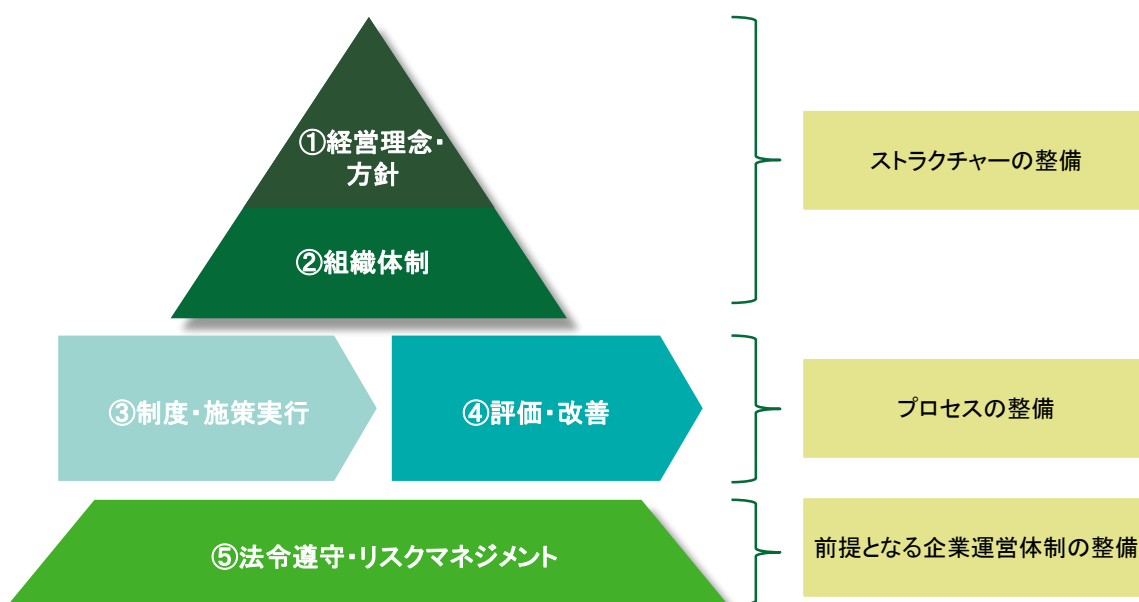 ①経営理念・
方針
ストラクチャーの整備
②組織体制
③制度・施策実行
④評価・改善
プロセスの整備
⑤法令遵守・リスクマネジメント
前提となる企業運営体制の整備